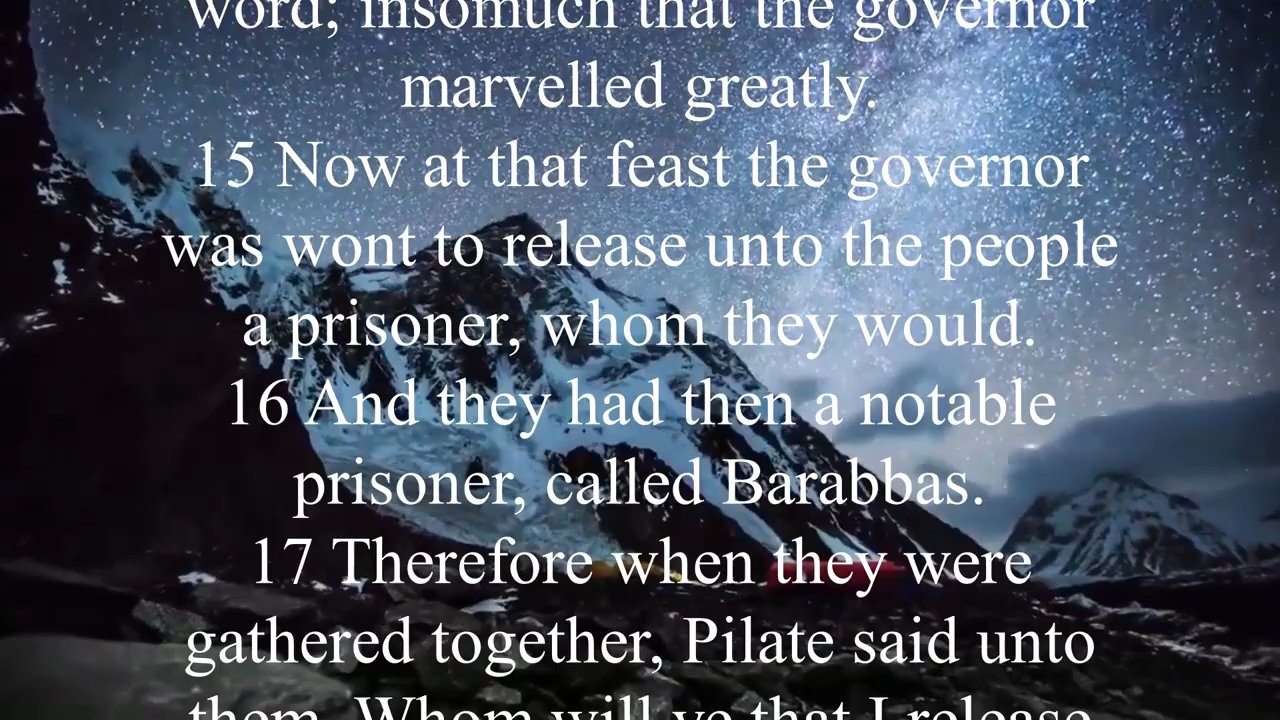 word; insomuch that the governor
marvelled greatly.
15 Now at that feast the governor
was wont to release unto the people
a prisoner, whom they would.
16 And they had then a notable
prisoner, called Barabbas.
17 Therefore when they were
gathered together, Pilate said unto
them, Whom will ye that I release